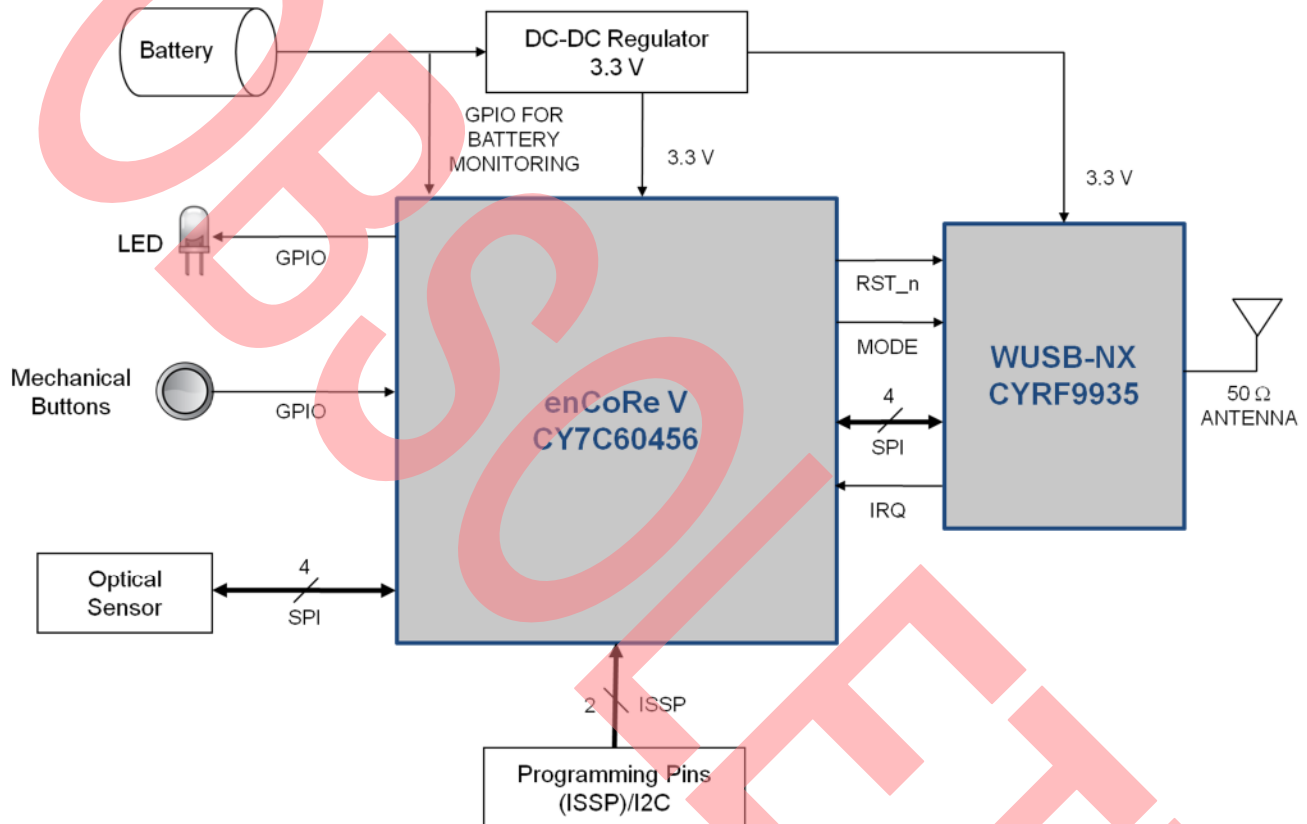 Battery
DC-DC Regulator
3.3 V
GPIO FOR
BATTERY
MONITORING
3.3 V
3.3 V
LED
GPIO
RST_n
MODE
WUSB-NX
CYRF9935
Mechanical
Buttons
GPIO
enCoRe V
CY7C60456
4
SPI
50 Ω
ANTENNA
IRQ
Optical
Sensor
4
SPI
2
ISSP
Programming Pins
(ISSP)/I2C
OBSOLET